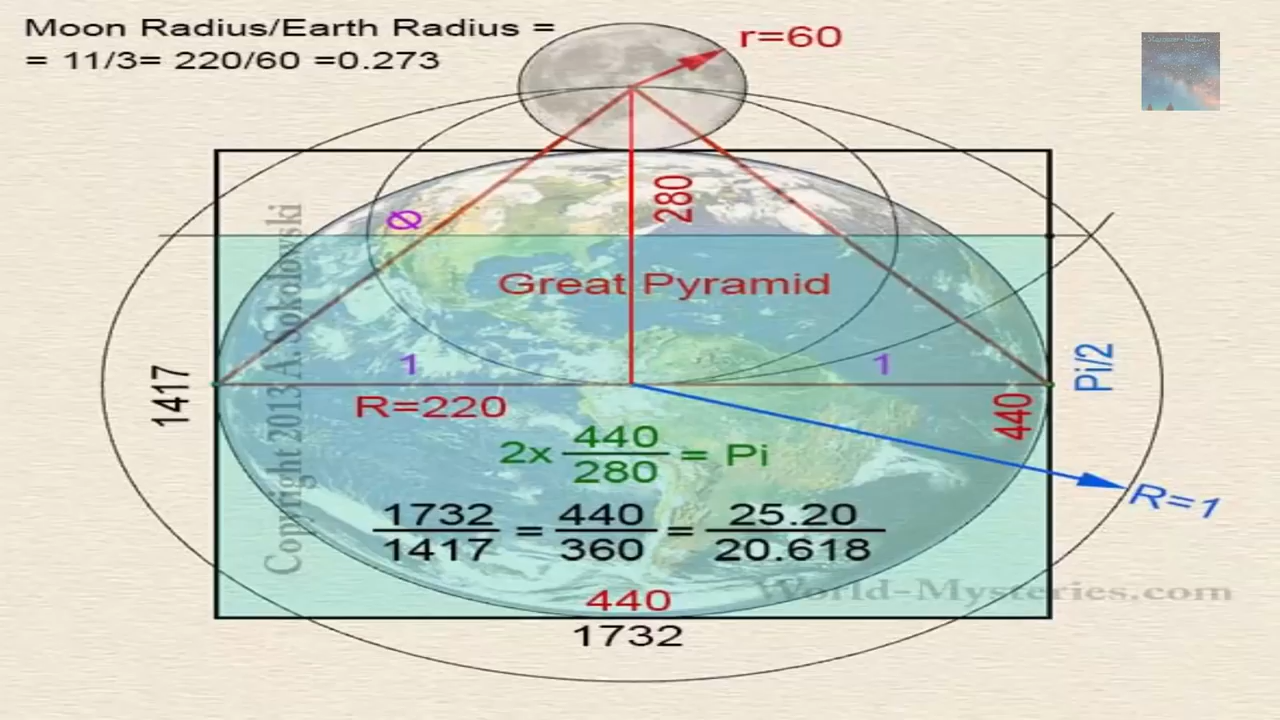 Moon Radius/Earth Radius =
= 11/3= 220/60 =0.273
r=60
280
Ø
Great Pyramid
1
1
Pi/2
1417
R=220
440
2x 440/280 = Pi
R=1
1732/1417 = 440/360 = 25.20/20.618
440
1732
Copyright 2013 A. Sokolowski
World-Mysteries.com